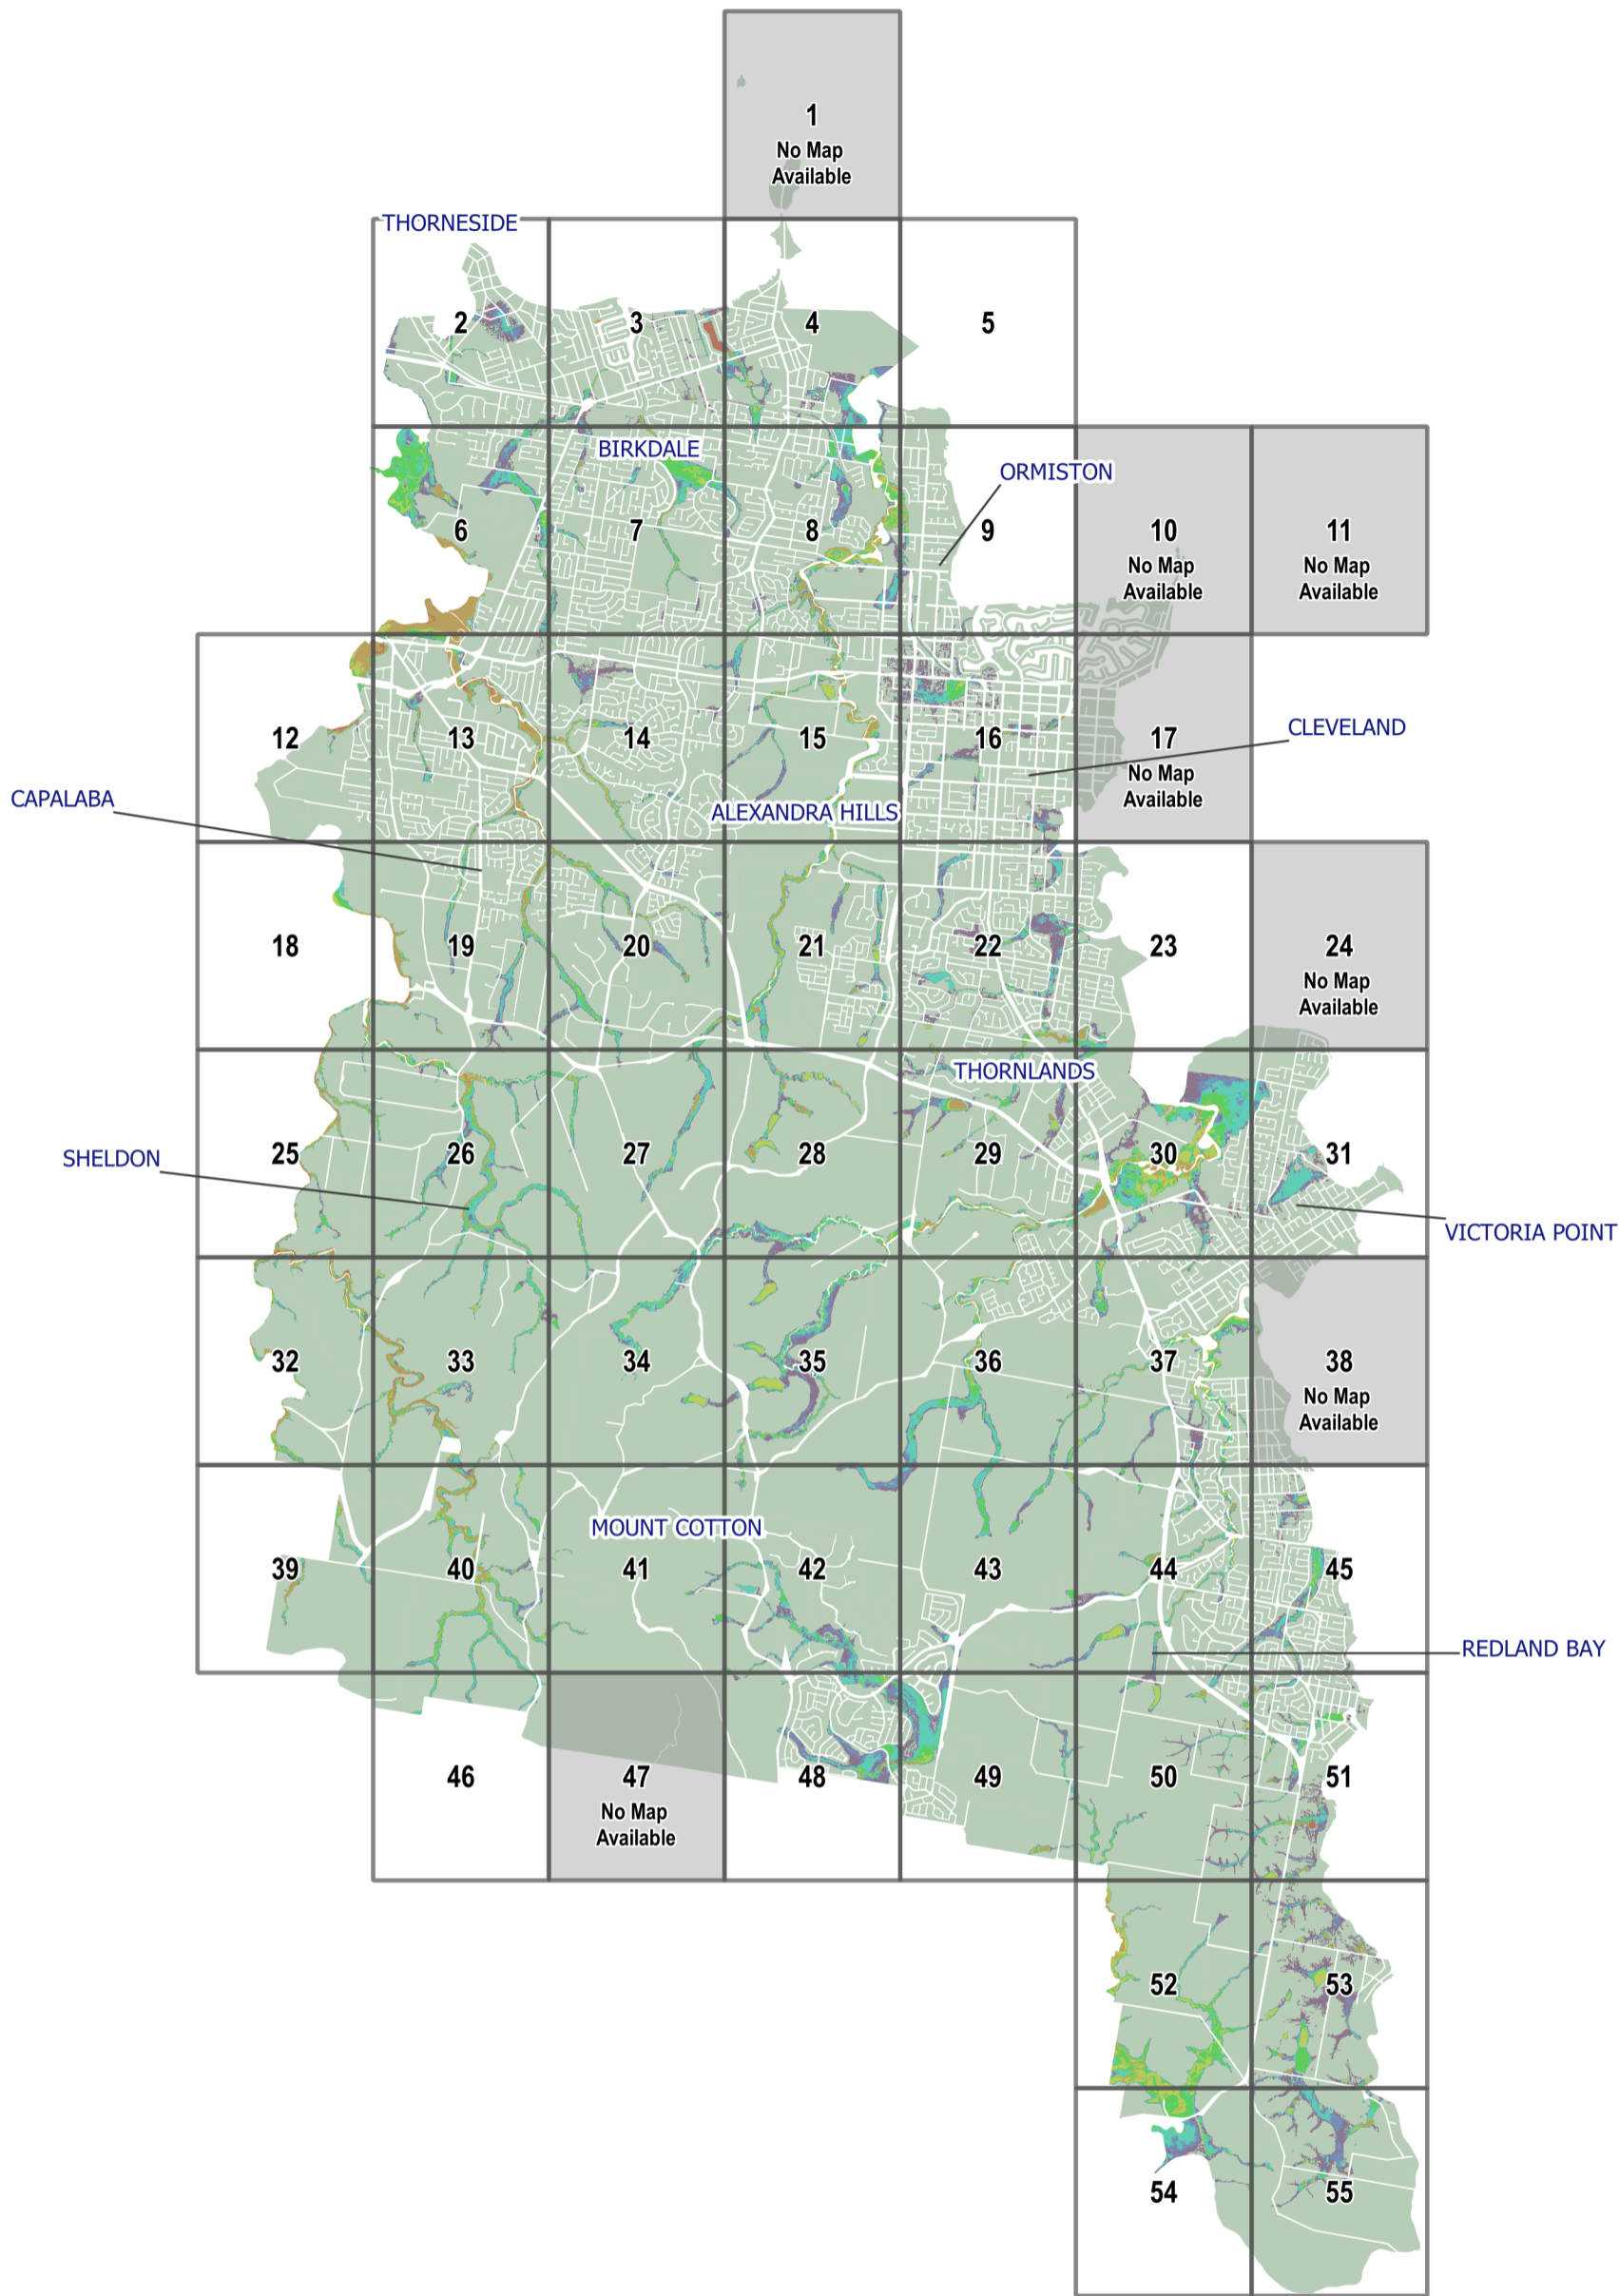 1
No Map
Available
THORNESIDE
2
3
4
5
BIRKDALE
ORMISTON
6
7
8
9
10
No Map
Available
11
No Map
Available
12
13
14
15
16
17
No Map
Available
CLEVELAND
CAPALABA
ALEXANDRA HILLS
18
19
20
21
22
23
24
No Map
Available
THORNLANDS
SHELDON
25
26
27
28
29
30
31
VICTORIA POINT
32
33
34
35
36
37
38
No Map
Available
MOUNT COTTON
39
40
41
42
43
44
45
REDLAND BAY
46
47
No Map
Available
48
49
50
51
52
53
54
55